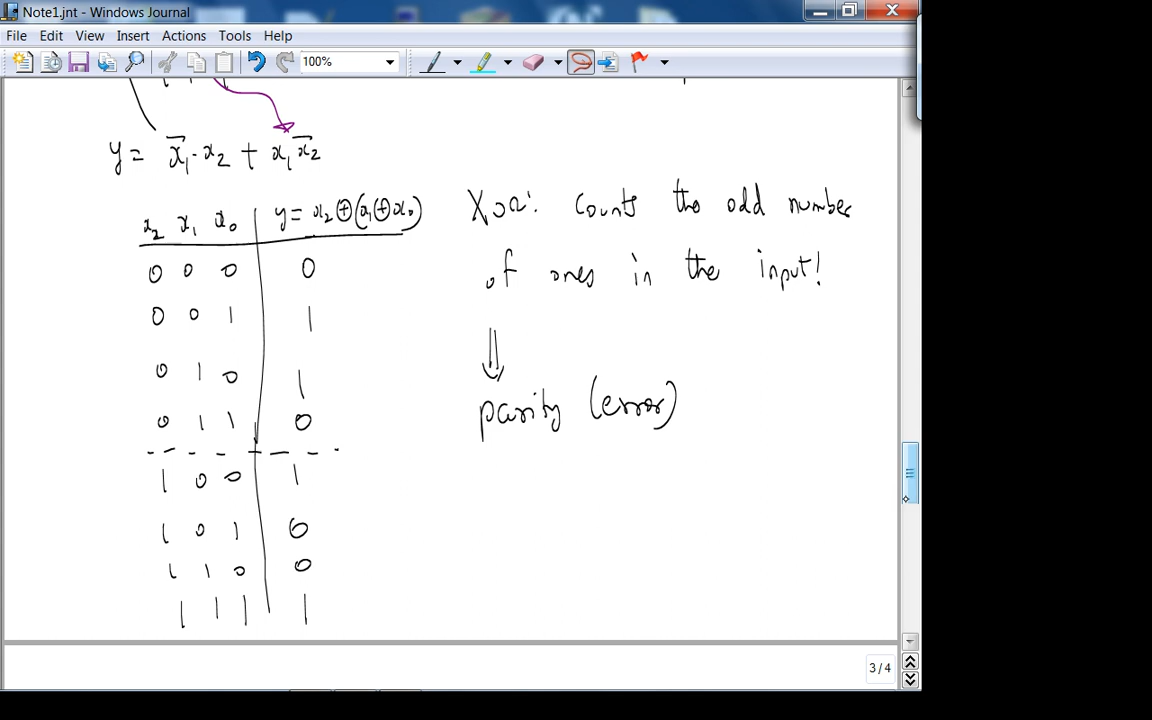 Note1.jnt - Windows Journal
File Edit View Insert Actions Tools Help
100%
y = x̅₁·x₂ + x₁x̅₂
x₂ x₁ x₀ y = x₂⊕(x₁⊕x₀)
0 0 0 0
0 0 1 1
0 1 0 1
0 1 1 0
1 0 0 1
1 0 1 0
1 1 0 0
1 1 1 1
XOR: counts the odd number
of ones in the input!
⇓
parity (error)
3 / 4